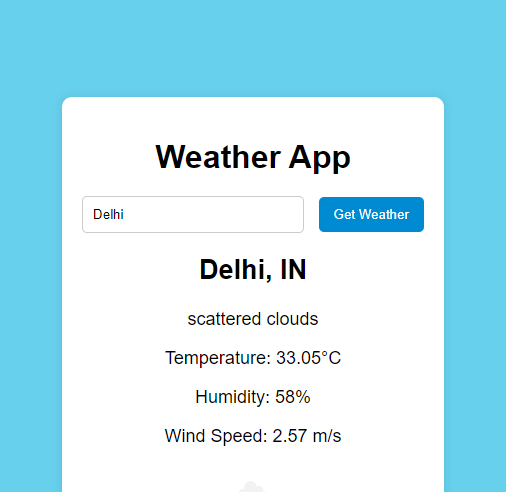 Weather App
Delhi
Get Weather
Delhi, IN
scattered clouds
Temperature: 33.05°C
Humidity: 58%
Wind Speed: 2.57 m/s